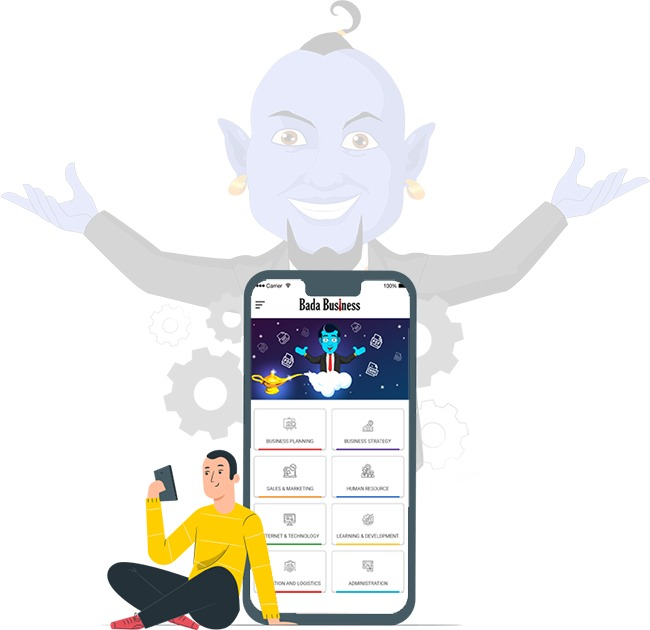 Carrier 100%
Bada Business
BUSINESS PLANNING BUSINESS STRATEGY
SALES & MARKETING HUMAN RESOURCE
TERNET & TECHNOLOGY LEARNING & DEVELOPMENT
TION AND LOGISTICS ADMINISTRATION